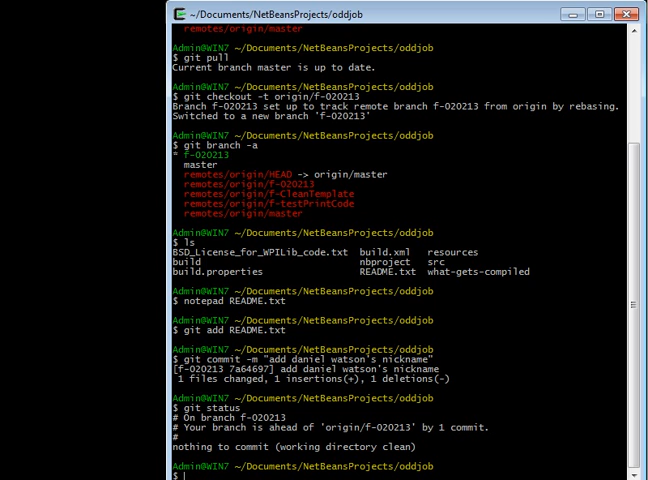 ~/Documents/NetBeansProjects/oddjob
remotes/origin/master
Admin@WIN7 ~/Documents/NetBeansProjects/oddjob
$ git pull
Current branch master is up to date.
Admin@WIN7 ~/Documents/NetBeansProjects/oddjob
$ git checkout -t origin/f-020213
Branch f-020213 set up to track remote branch f-020213 from origin by rebasing.
Switched to a new branch 'f-020213'
Admin@WIN7 ~/Documents/NetBeansProjects/oddjob
$ git branch -a
* f-020213
master
remotes/origin/HEAD -> origin/master
remotes/origin/f-020213
remotes/origin/f-CleanTemplate
remotes/origin/f-testPrintCode
remotes/origin/master
Admin@WIN7 ~/Documents/NetBeansProjects/oddjob
$ ls
BSD_License_for_WPILib_code.txt build.xml resources
build nbproject src
build.properties README.txt what-gets-compiled
Admin@WIN7 ~/Documents/NetBeansProjects/oddjob
$ notepad README.txt
Admin@WIN7 ~/Documents/NetBeansProjects/oddjob
$ git add README.txt
Admin@WIN7 ~/Documents/NetBeansProjects/oddjob
$ git commit -m "add daniel watson's nickname"
[f-020213 7a64697] add daniel watson's nickname
1 files changed, 1 insertions(+), 1 deletions(-)
Admin@WIN7 ~/Documents/NetBeansProjects/oddjob
$ git status
# On branch f-020213
# Your branch is ahead of 'origin/f-020213' by 1 commit.
#
nothing to commit (working directory clean)
Admin@WIN7 ~/Documents/NetBeansProjects/oddjob
$